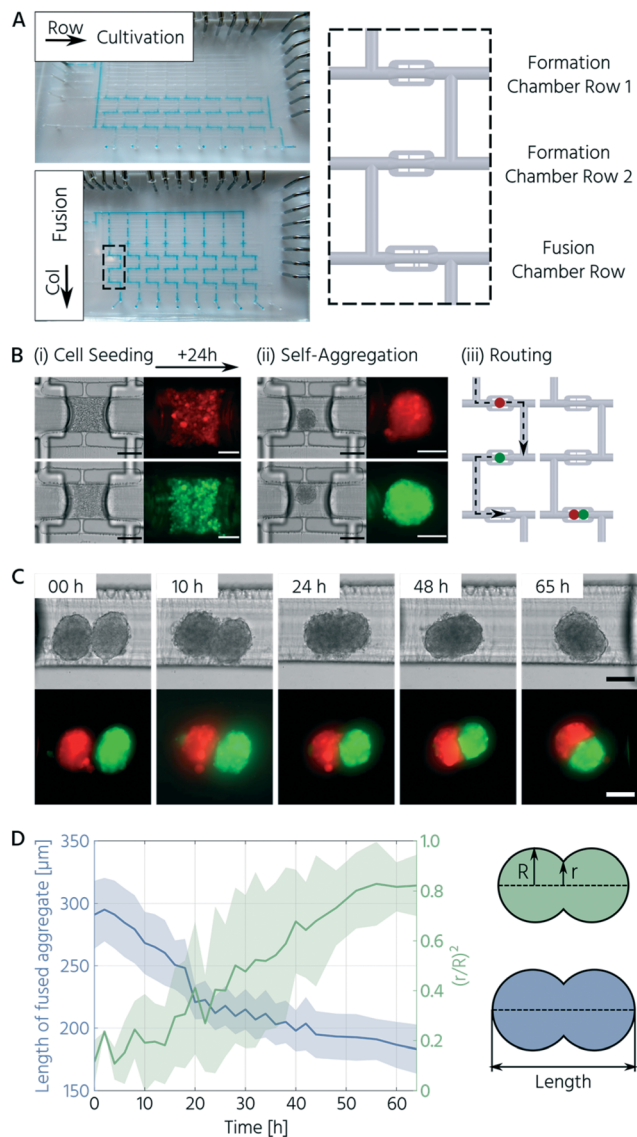 A
Row
Cultivation
Fusion
Col
Formation
Chamber Row 1
Formation
Chamber Row 2
Fusion
Chamber Row
B
(i) Cell Seeding
+24h
(ii) Self-Aggregation
(iii) Routing
C
00 h
10 h
24 h
48 h
65 h
D
Length of fused aggregate [µm]
350
300
250
200
150
0
10
20
30
40
50
60
Time [h]
1.0
0.8
0.6
0.4
0.2
0
(r/R)²
R
r
Length